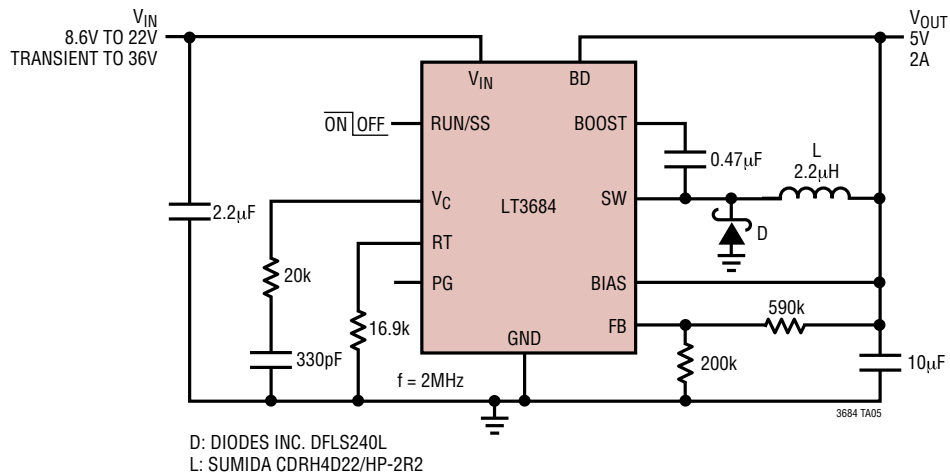 VIN
8.6V TO 22V
TRANSIENT TO 36V
VOUT
5V
2A
VIN
BD
ON OFF
RUN/SS
BOOST
0.47µF
L
2.2µH
VC
LT3684
SW
2.2µF
D
RT
20k
PG
BIAS
590k
16.9k
FB
GND
330pF
200k
10µF
f = 2MHz
3684 TA05
D: DIODES INC. DFLS240L
L: SUMIDA CDRH4D22/HP-2R2